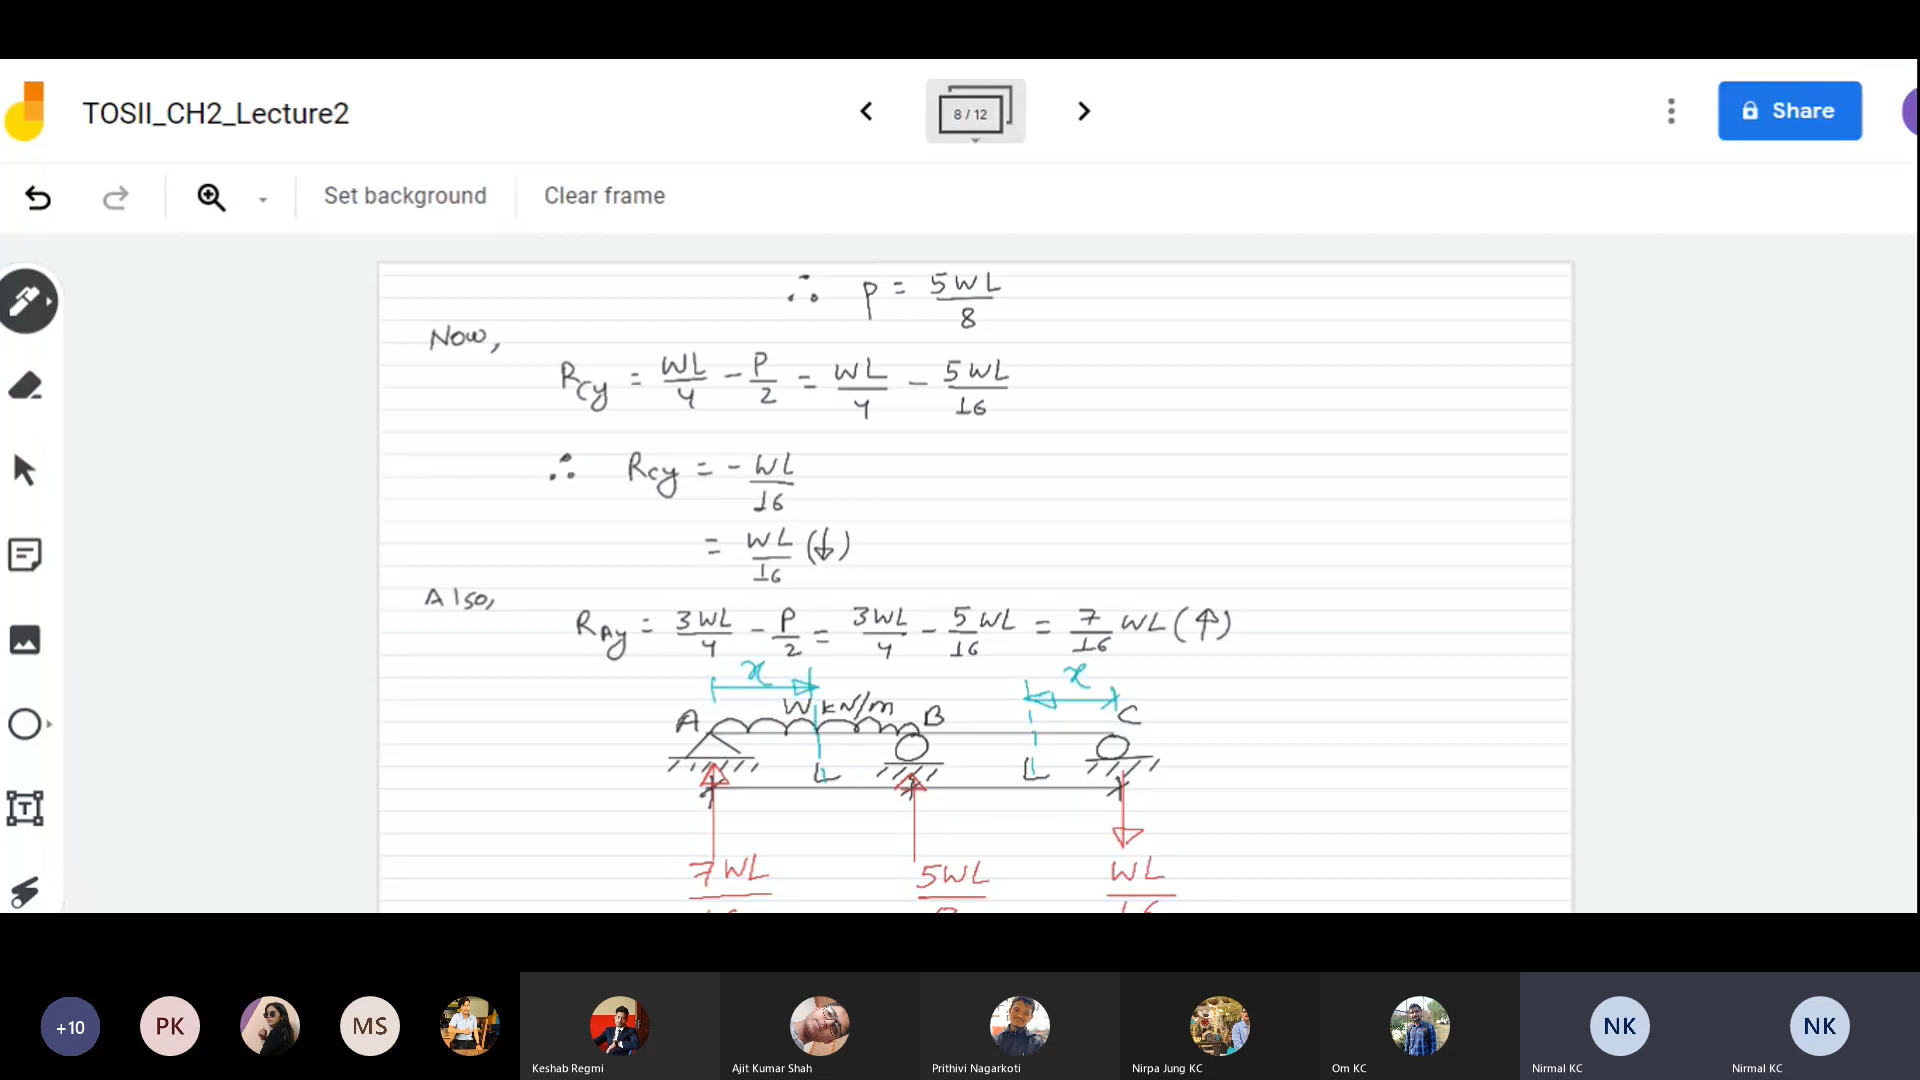 TOSII_CH2_Lecture2
8 / 12
Share
Set background
Clear frame
∴ P = 5WL/8
Now,
Rcy = WL/4 - P/2 = WL/4 - 5WL/16
∴ Rcy = - WL/16
= WL/16 (↓)
Also,
RAy = 3WL/4 - P/2 = 3WL/4 - 5WL/16 = 7/16 WL (↑)
x x
A W kN/m B C
L L
7WL 5WL WL
+10
PK
MS
NK
NK
Keshab Regmi
Ajit Kumar Shah
Prithivi Nagarkoti
Nirpa Jung KC
Om KC
Nirmal KC
Nirmal KC